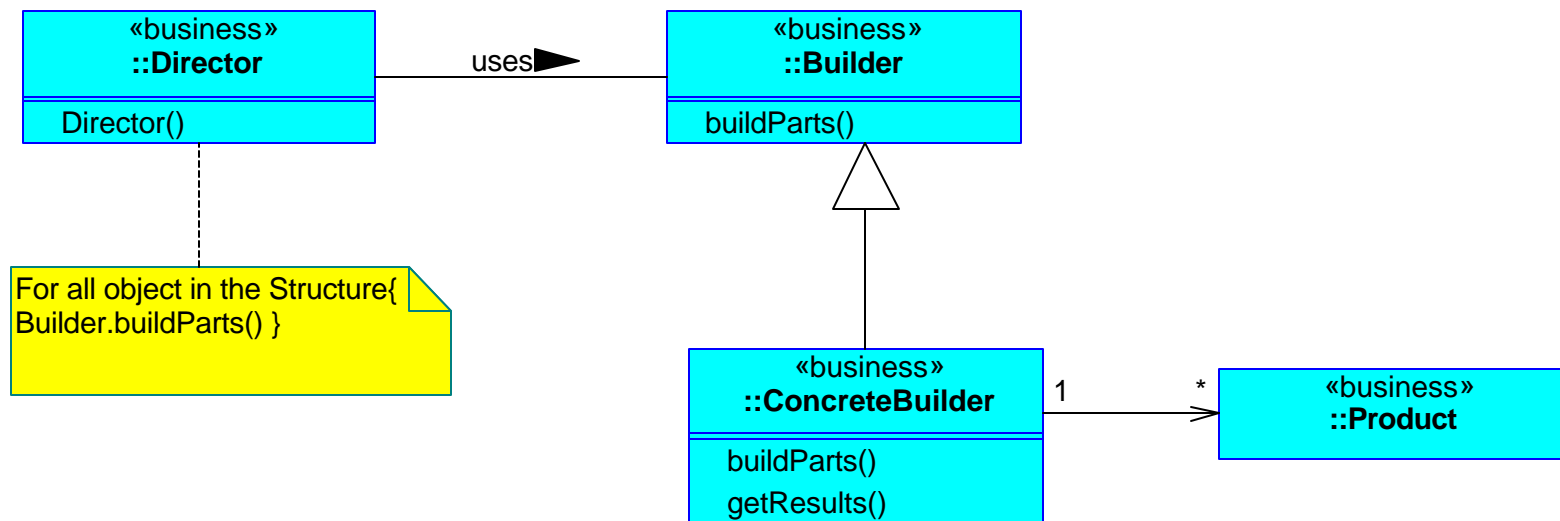 «business»
::Director
Director()
uses
«business»
::Builder
buildParts()
For all object in the Structure{
Builder.buildParts() }
«business»
::ConcreteBuilder
buildParts()
getResults()
1
*
«business»
::Product